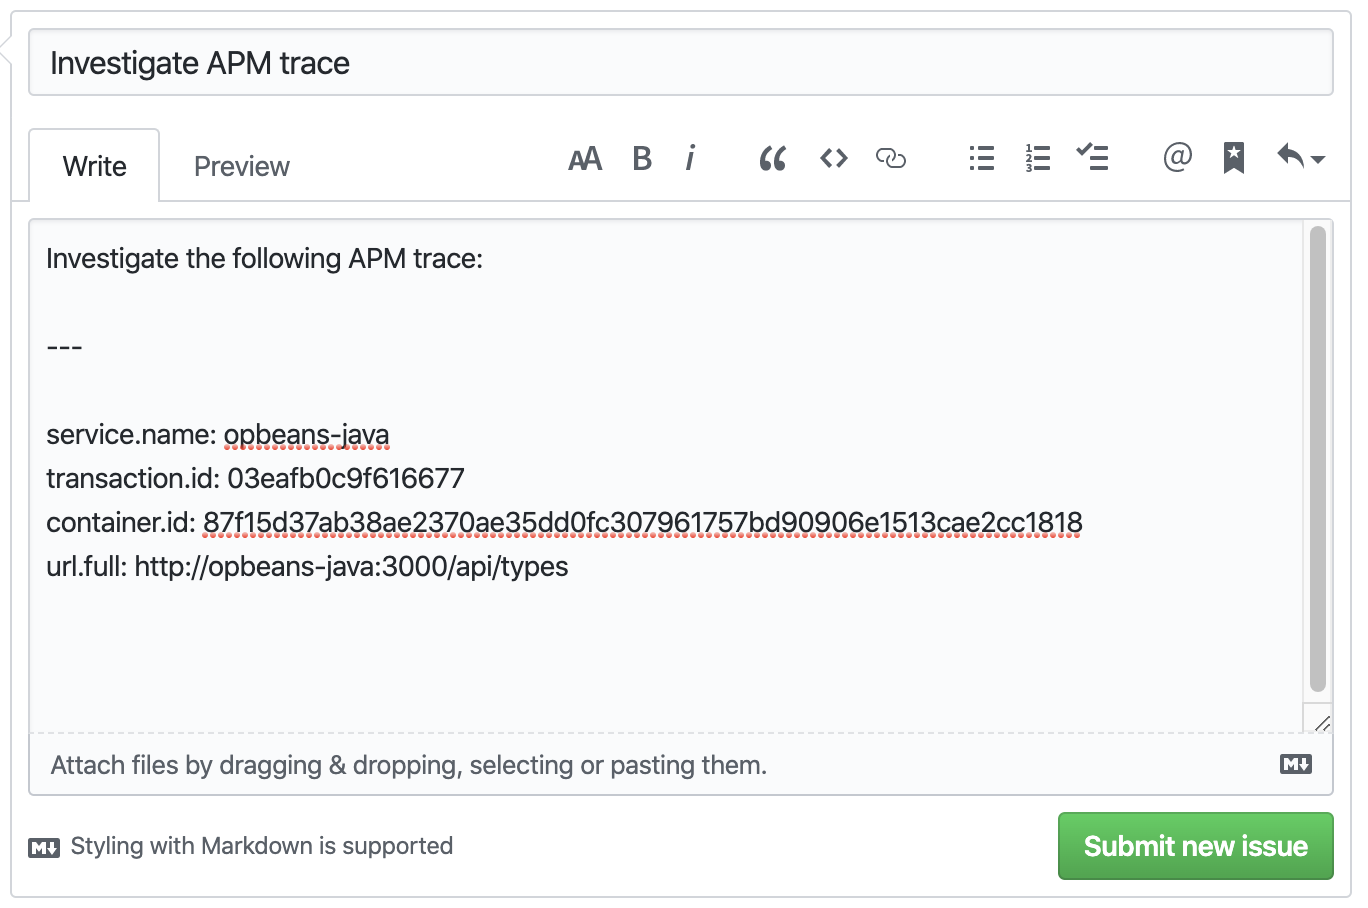 Investigate APM trace
Write Preview AA B i @
Investigate the following APM trace:
---
service.name: opbeans-java
transaction.id: 03eafb0c9f616677
container.id: 87f15d37ab38ae2370ae35dd0fc307961757bd90906e1513cae2cc1818
url.full: http://opbeans-java:3000/api/types
Attach files by dragging & dropping, selecting or pasting them. M
M Styling with Markdown is supported
Submit new issue